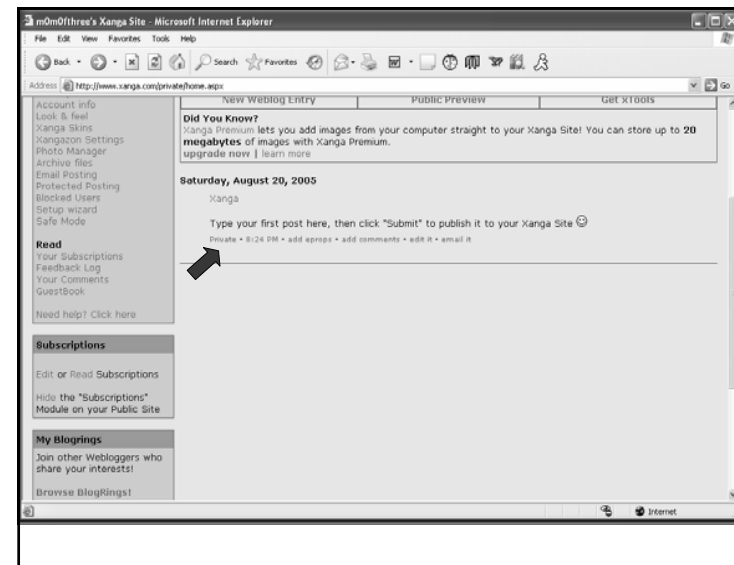 m0m0fthree's Xanga Site - Microsoft Internet Explorer
File Edit View Favorites Tools Help
Back Search Favorites
Address http://www.xanga.com/private/home.aspx Go
Account info
Look & feel
Xanga Skins
Xangazon Settings
Photo Manager
Archive files
Email Posting
Protected Posting
Blocked Users
Setup wizard
Safe Mode
Read
Your Subscriptions
Feedback Log
Your Comments
GuestBook
Need help? Click here
Subscriptions
Edit or Read Subscriptions
Hide the "Subscriptions"
Module on your Public Site
My Blogrings
Join other Webloggers who
share your interests!
Browse BlogRings!
New Weblog Entry Public Preview Get xTools
Did You Know?
Xanga Premium lets you add images from your computer straight to your Xanga Site! You can store up to 20
megabytes of images with Xanga Premium.
upgrade now | learn more
Saturday, August 20, 2005
Xanga
Type your first post here, then click "Submit" to publish it to your Xanga Site
Private • 8:24 PM • add eprops • add comments • edit it • email it
Internet